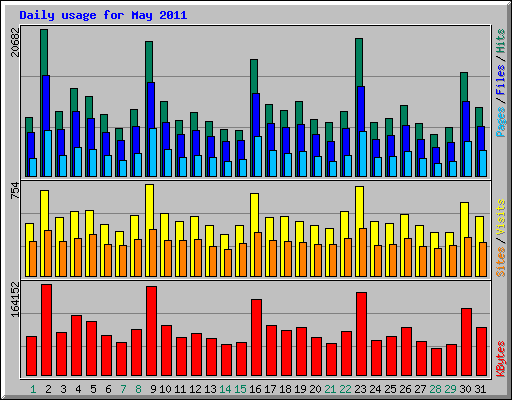 Daily usage for May 2011
20682
Pages / Files / Hits
754
Sites / Visits
164152
KBytes
1 2 3 4 5 6 7 8 9 10 11 12 13 14 15 16 17 18 19 20 21 22 23 24 25 26 27 28 29 30 31